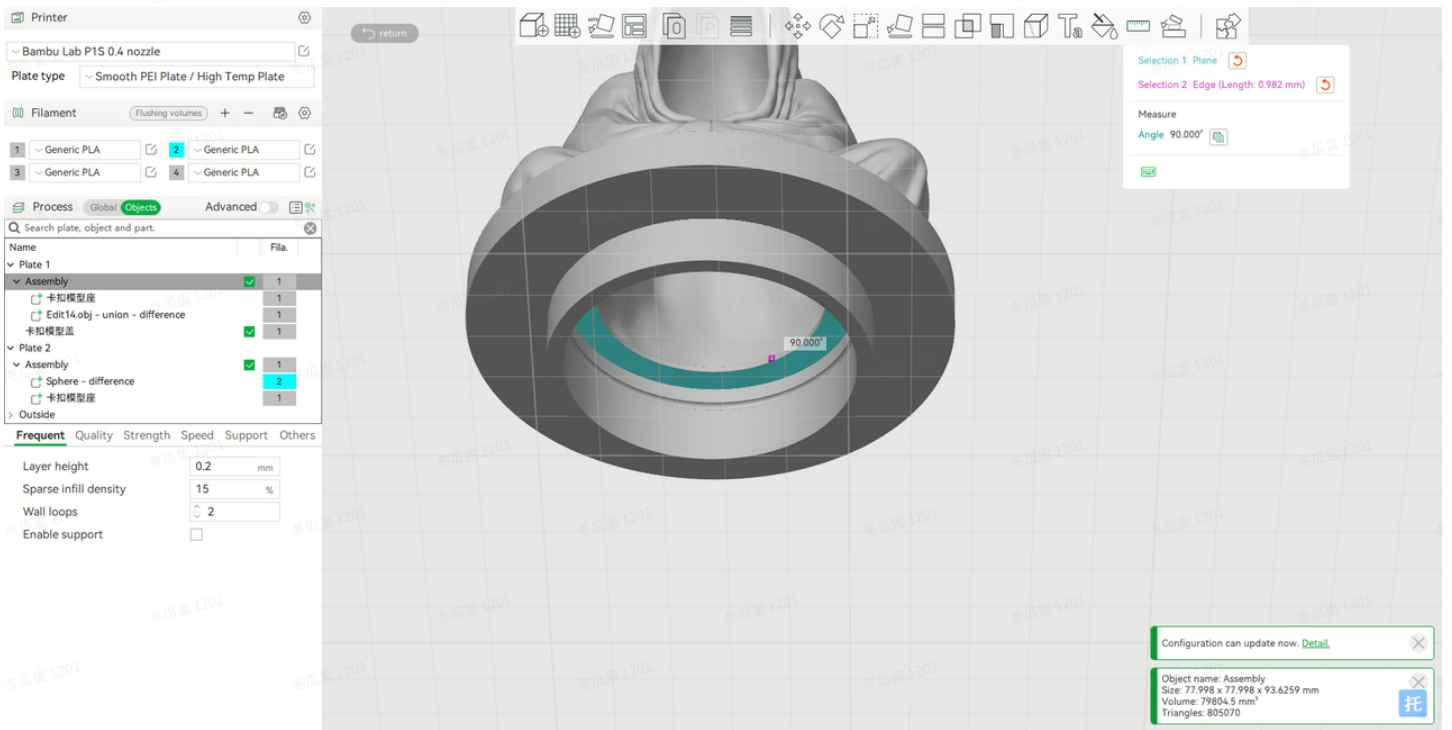 Printer
Bambu Lab P1S 0.4 nozzle
Plate type
Smooth PEI Plate / High Temp Plate
Filament
Flushing volumes
1 Generic PLA 2 Generic PLA
3 Generic PLA 4 Generic PLA
Process Global Objects Advanced
Search plate, object and part.
Name Fila.
Plate 1
Assembly 1
卡扣模型座 1
Edit14.obj - union - difference 1
卡扣模型盖 1
Plate 2
Assembly 1
Sphere - difference 2
卡扣模型座 1
Outside
Frequent Quality Strength Speed Support Others
Layer height 0.2 mm
Sparse infill density 15 %
Wall loops 2
Enable support
return
Selection 1 Plane
Selection 2 Edge (Length: 0.982 mm)
Measure
Angle 90.000°
90.000°
Configuration can update now. Detail.
Object name: Assembly
Size: 77.998 x 77.998 x 93.6259 mm
Volume: 79804.5 mm³
Triangles: 805070
托